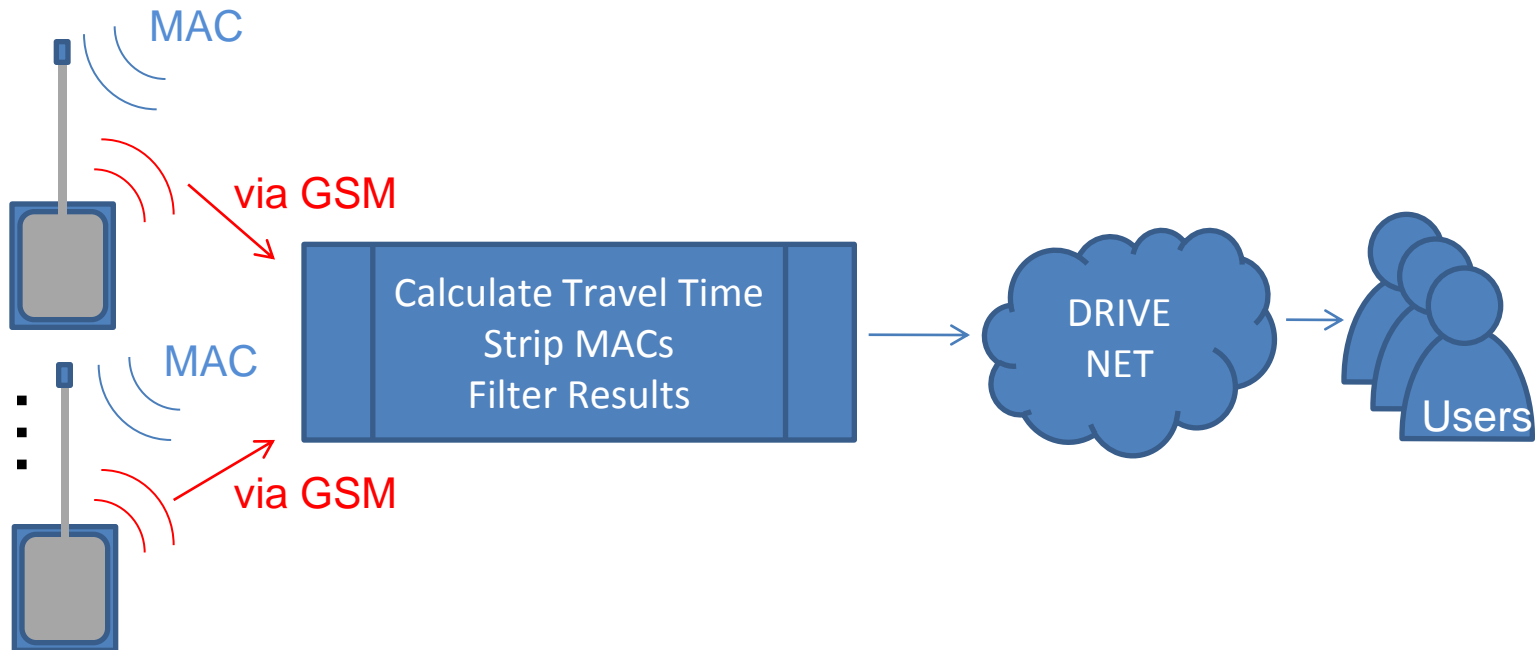 MAC
via GSM
Calculate Travel Time
Strip MACs
Filter Results
DRIVE
NET
Users
MAC
via GSM